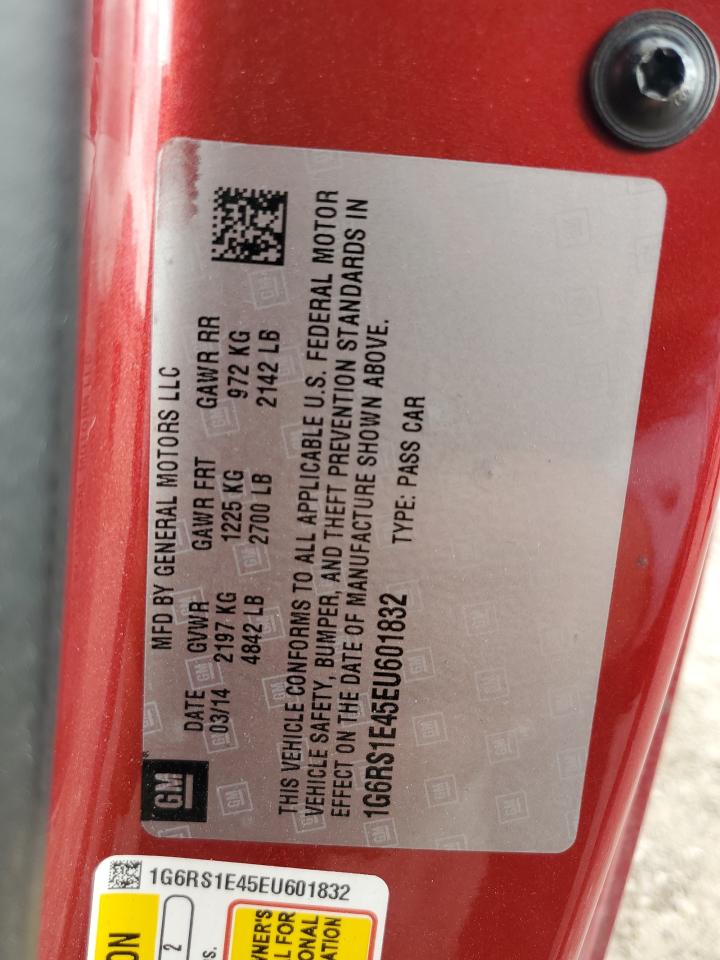 MFD BY GENERAL MOTORS LLC
DATE GVWR GAWR FRT GAWR RR
03/14 2197 KG 1225 KG 972 KG
4842 LB 2700 LB 2142 LB
THIS VEHICLE CONFORMS TO ALL APPLICABLE U.S. FEDERAL MOTOR
VEHICLE SAFETY, BUMPER, AND THEFT PREVENTION STANDARDS IN
EFFECT ON THE DATE OF MANUFACTURE SHOWN ABOVE.
1G6RS1E45EU601832 TYPE: PASS CAR
GM
1G6RS1E45EU601832
2